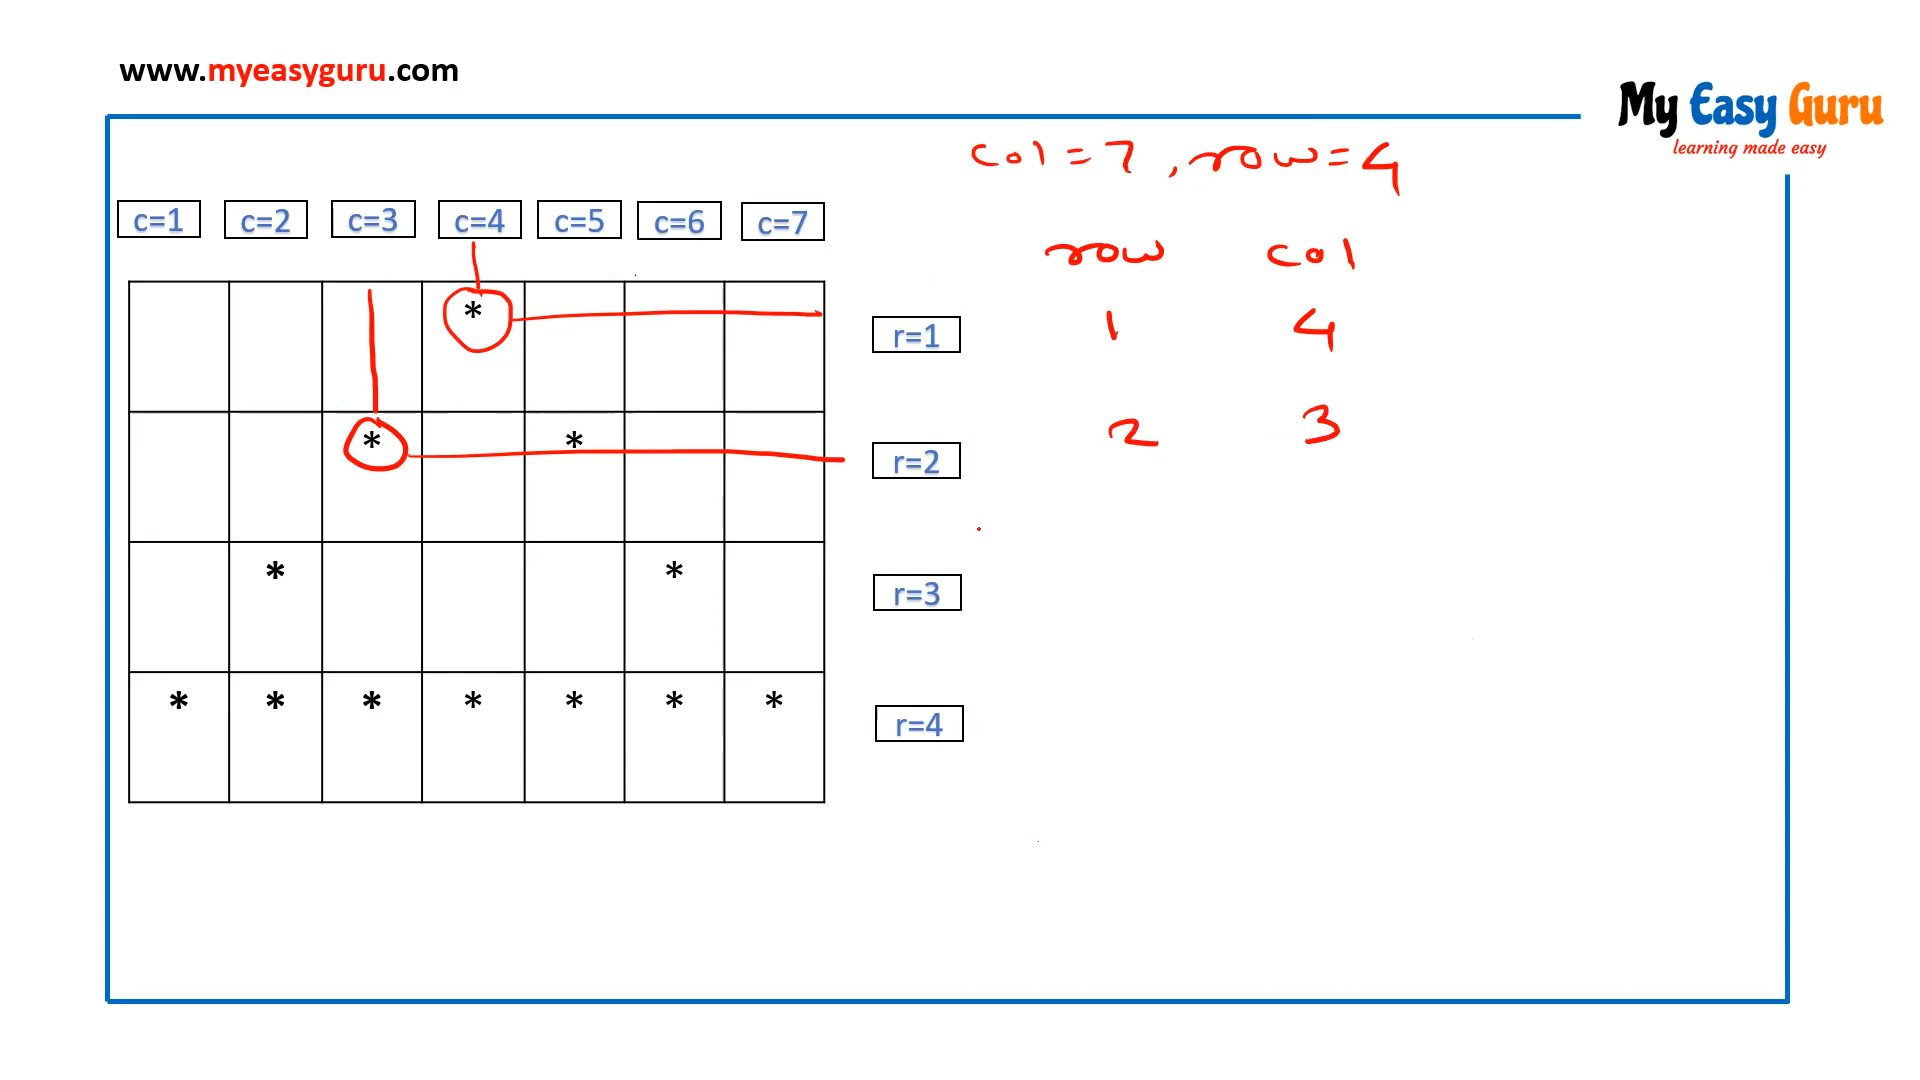 www.myeasyguru.com
My Easy Guru
learning made easy
col = 7, row = 4
c=1 c=2 c=3 c=4 c=5 c=6 c=7
row col
* r=1 1 4
* * r=2 2 3
* * r=3
* * * * * * * r=4